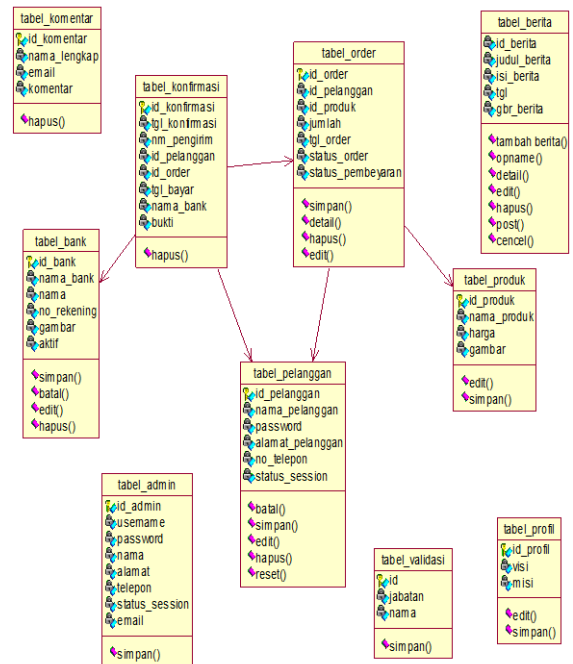 tabel_komentar
id_komentar
nama_lengkap
email
komentar
hapus()
tabel_konfirmasi
id_konfirmasi
tgl_konfirmasi
nm_pengirim
id_pelanggan
id_order
tgl_bayar
nama_bank
bukti
hapus()
tabel_order
id_order
id_pelanggan
id_produk
jumlah
tgl_order
status_order
status_pembeyaran
simpan()
detail()
hapus()
edit()
tabel_berita
id_berita
judul_berita
isi_berita
tgl
gbr_berita
tambah berita()
opname()
detail()
edit()
hapus()
post()
cencel()
tabel_bank
id_bank
nama_bank
nama
no_rekening
gambar
aktif
simpan()
batal()
edit()
hapus()
tabel_produk
id_produk
nama_produk
harga
gambar
edit()
simpan()
tabel_pelanggan
id_pelanggan
nama_pelanggan
password
alamat_pelanggan
no_telepon
status_session
batal()
simpan()
edit()
hapus()
reset()
tabel_admin
id_admin
username
password
nama
alamat
telepon
status_session
email
simpan()
tabel_validasi
id
jabatan
nama
simpan()
tabel_profil
id_profil
visi
misi
edit()
simpan()